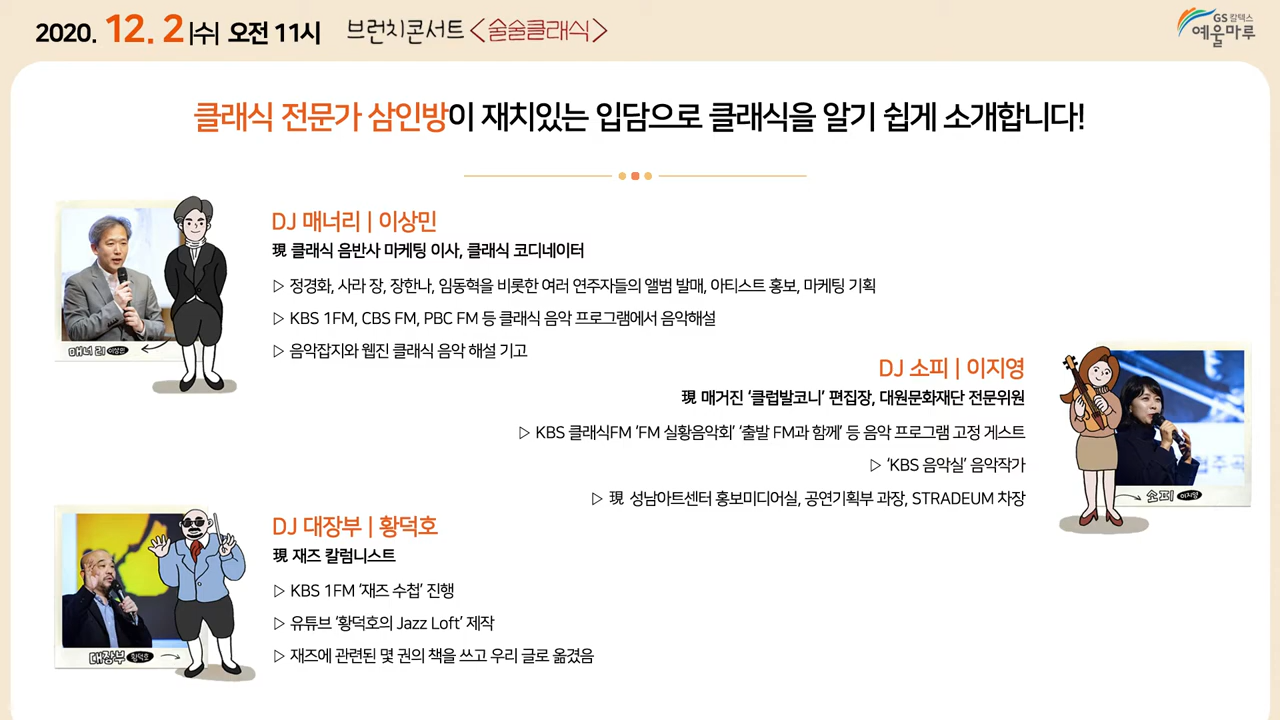 2020. 12. 2 |수| 오전 11시 브런치콘서트 <술술클래식>
GS칼텍스
예울마루
클래식 전문가 삼인방이 재치있는 입담으로 클래식을 알기 쉽게 소개합니다!
DJ 매너리 | 이상민
現 클래식 음반사 마케팅 이사, 클래식 코디네이터
▷ 정경화, 사라 장, 장한나, 임동혁을 비롯한 여러 연주자들의 앨범 발매, 아티스트 홍보, 마케팅 기획
▷ KBS 1FM, CBS FM, PBC FM 등 클래식 음악 프로그램에서 음악해설
▷ 음악잡지와 웹진 클래식 음악 해설 기고
매너리 이상민
DJ 소피 | 이지영
現 매거진 ‘클럽발코니’ 편집장, 대원문화재단 전문위원
▷ KBS 클래식FM ‘FM 실황음악회’ ‘출발 FM과 함께’ 등 음악 프로그램 고정 게스트
▷ ‘KBS 음악실’ 음악작가
▷ 現 성남아트센터 홍보미디어실, 공연기획부 과장, STRADEUM 차장
소피 이지영
DJ 대장부 | 황덕호
現 재즈 칼럼니스트
▷ KBS 1FM ‘재즈 수첩’ 진행
▷ 유튜브 ‘황덕호의 Jazz Loft’ 제작
▷ 재즈에 관련된 몇 권의 책을 쓰고 우리 글로 옮겼음
대장부 황덕호